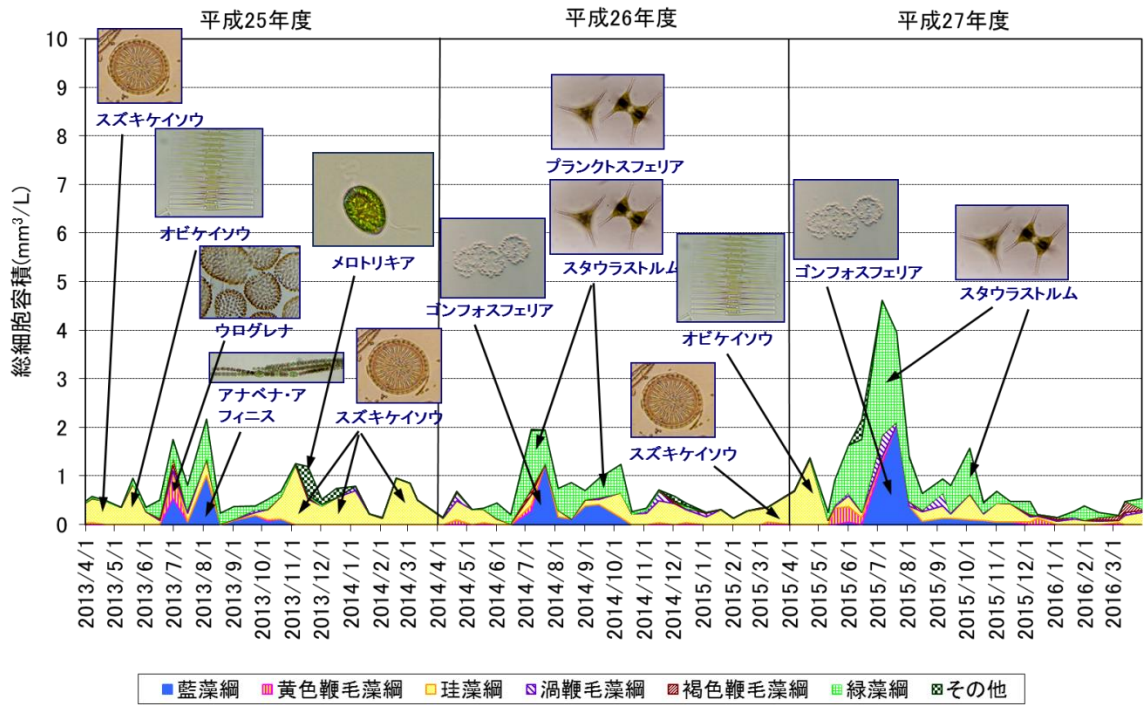 平成25年度
平成26年度
平成27年度
総細胞容積(mm³/L)
10
9
8
7
6
5
4
3
2
1
0
スズキケイソウ
オビケイソウ
ウログレナ
アナベナ・ア
フィニス
メロトリキア
スズキケイソウ
プランクトスフェリア
スタウラストルム
ゴンフォスフェリア
オビケイソウ
スズキケイソウ
ゴンフォスフェリア
スタウラストルム
2013/4/1
2013/5/1
2013/6/1
2013/7/1
2013/8/1
2013/9/1
2013/10/1
2013/11/1
2013/12/1
2014/1/1
2014/2/1
2014/3/1
2014/4/1
2014/5/1
2014/6/1
2014/7/1
2014/8/1
2014/9/1
2014/10/1
2014/11/1
2014/12/1
2015/1/1
2015/2/1
2015/3/1
2015/4/1
2015/5/1
2015/6/1
2015/7/1
2015/8/1
2015/9/1
2015/10/1
2015/11/1
2015/12/1
2016/1/1
2016/2/1
2016/3/1
藍藻綱
黄色鞭毛藻綱
珪藻綱
渦鞭毛藻綱
褐色鞭毛藻綱
緑藻綱
その他